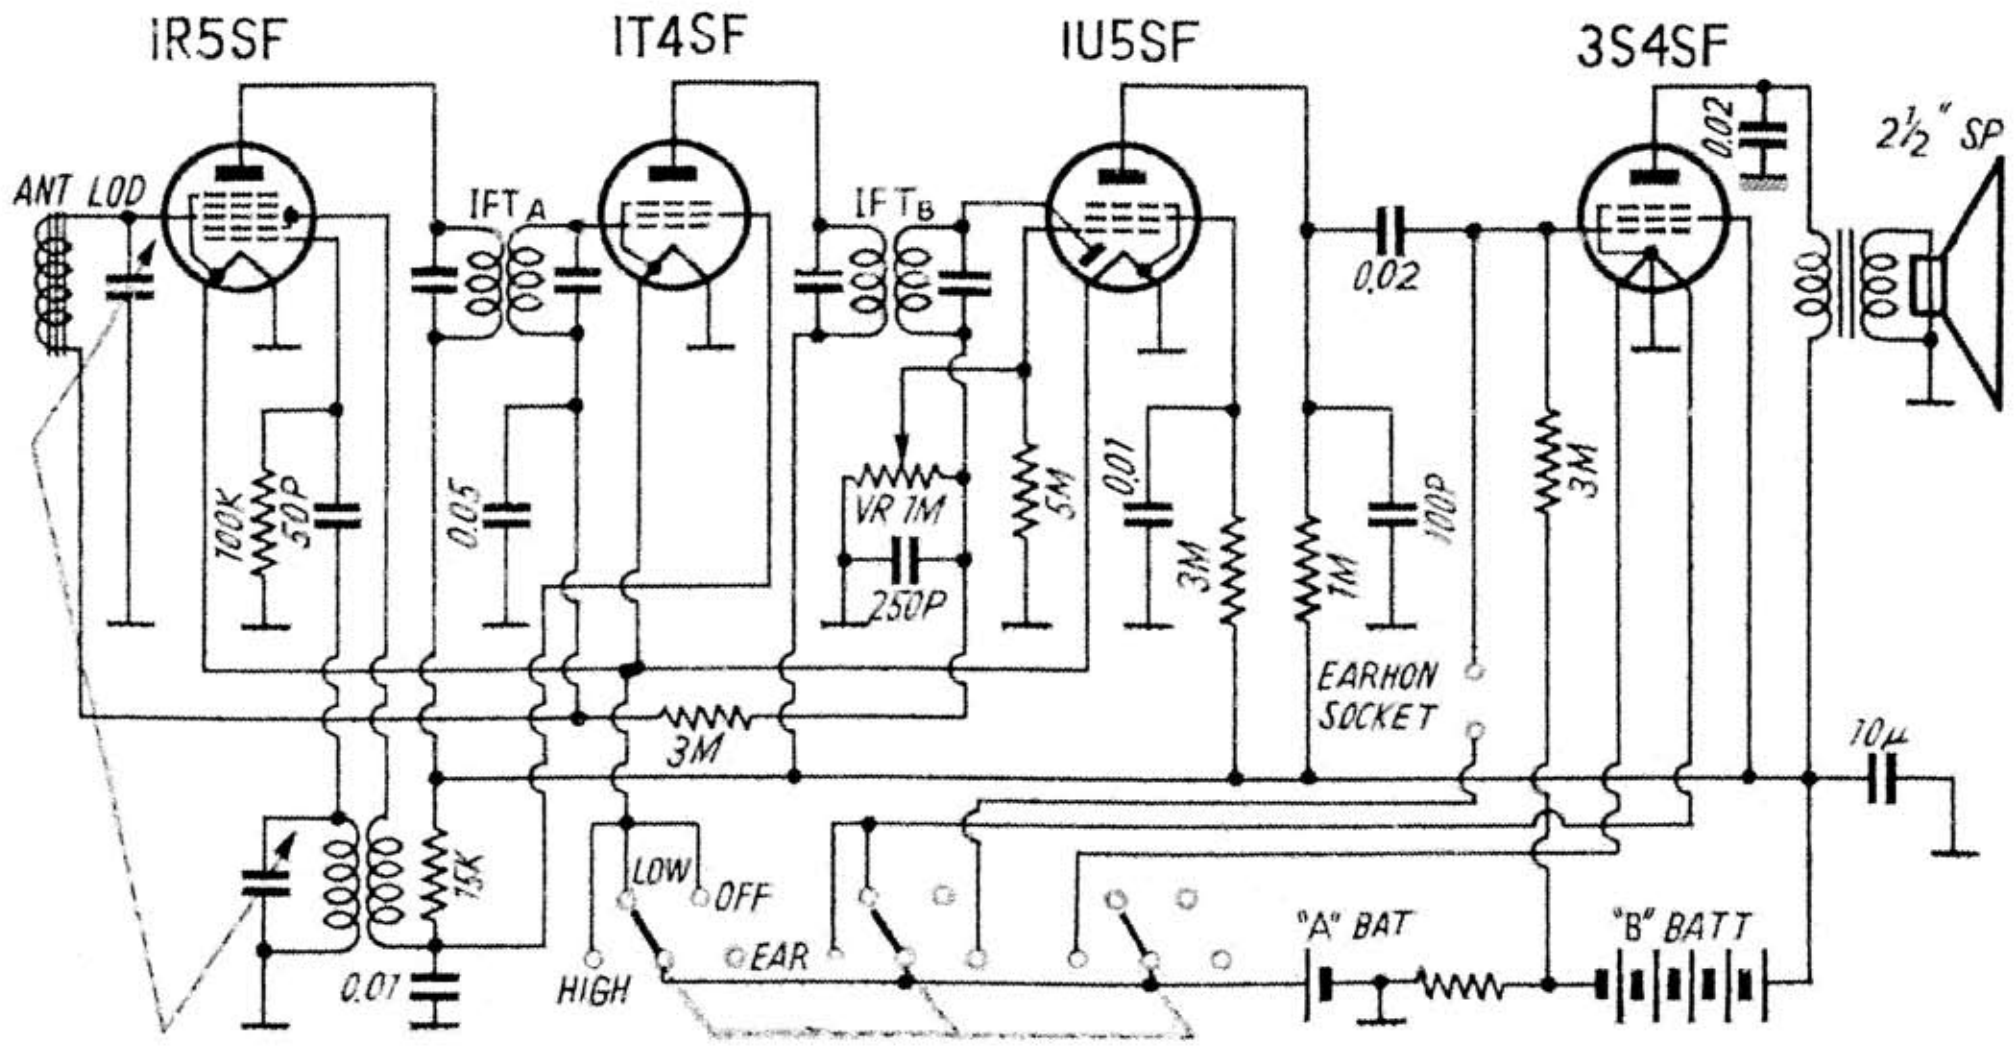 1R5SF
1T4SF
1U5SF
3S4SF
ANT LOD
IFT A
IFT B
0.02
2½" SP
0.02
100K
50P
0.05
VR 1M
250P
5M
0.01
3M
1M
100P
3M
EARHON
SOCKET
3M
10μ
15K
0.01
LOW
OFF
HIGH
EAR
"A" BAT
"B" BATT